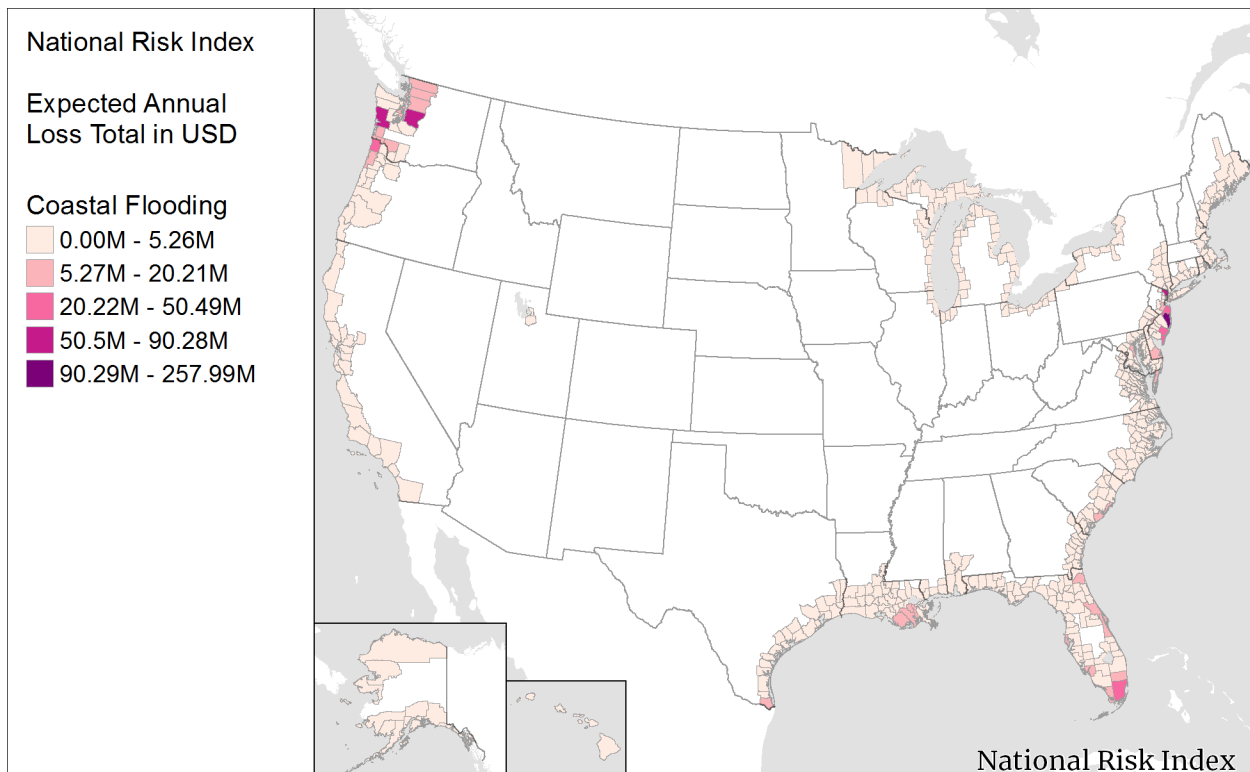 National Risk Index
Expected Annual
Loss Total in USD
Coastal Flooding
0.00M - 5.26M
5.27M - 20.21M
20.22M - 50.49M
50.5M - 90.28M
90.29M - 257.99M
National Risk Index